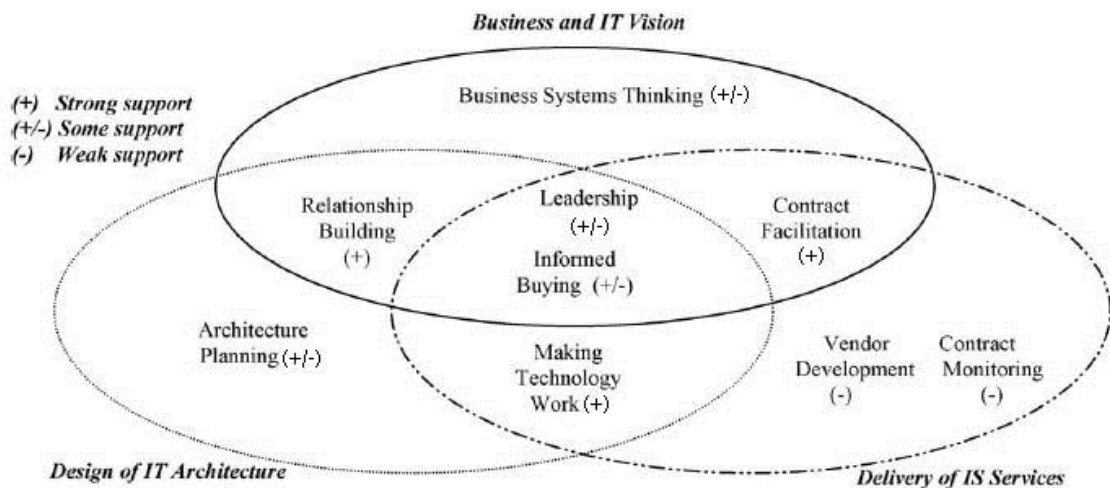 Business and IT Vision
(+) Strong support
(+/-) Some support
(-) Weak support
Business Systems Thinking (+/-)
Relationship
Building
(+)
Leadership
(+/-)
Informed
Buying (+/-)
Contract
Facilitation
(+)
Architecture
Planning (+/-)
Making
Technology
Work (+)
Vendor
Development
(-)
Contract
Monitoring
(-)
Design of IT Architecture
Delivery of IS Services